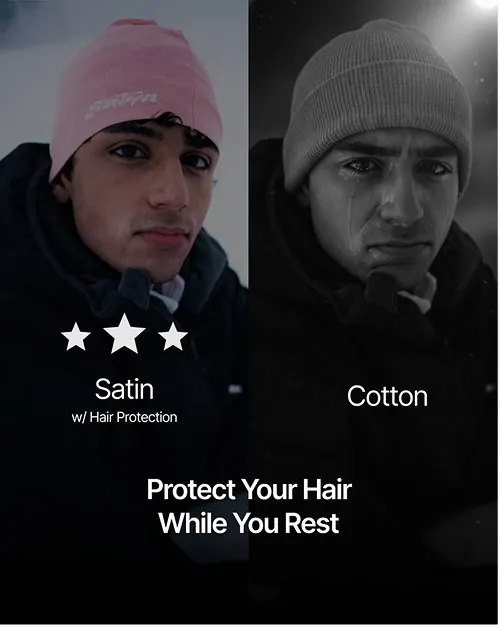 Satin
w/ Hair Protection
Cotton
Protect Your Hair
While You Rest